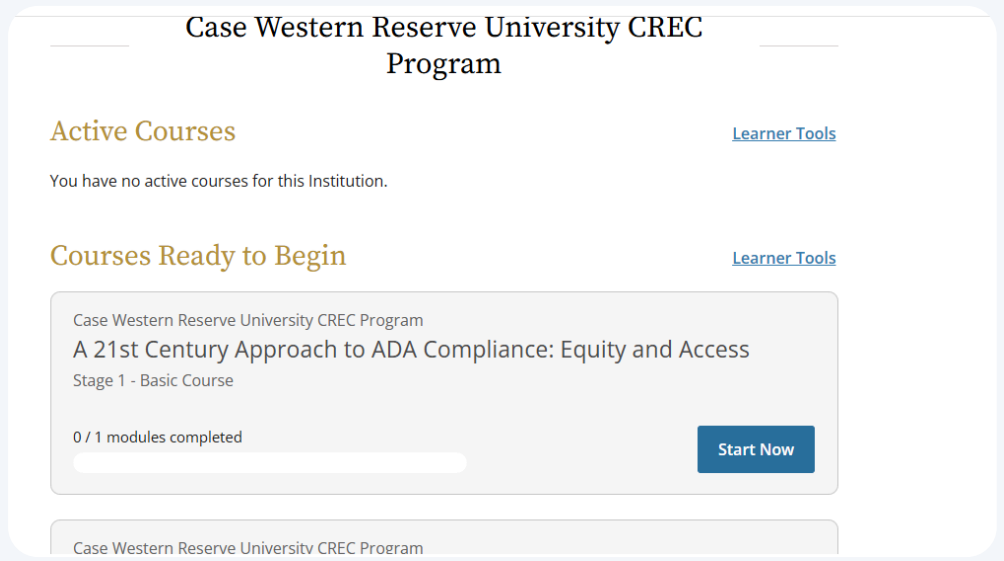 Case Western Reserve University CREC
Program
Active Courses
Learner Tools
You have no active courses for this Institution.
Courses Ready to Begin
Learner Tools
Case Western Reserve University CREC Program
A 21st Century Approach to ADA Compliance: Equity and Access
Stage 1 - Basic Course
0 / 1 modules completed
Start Now
Case Western Reserve University CREC Program